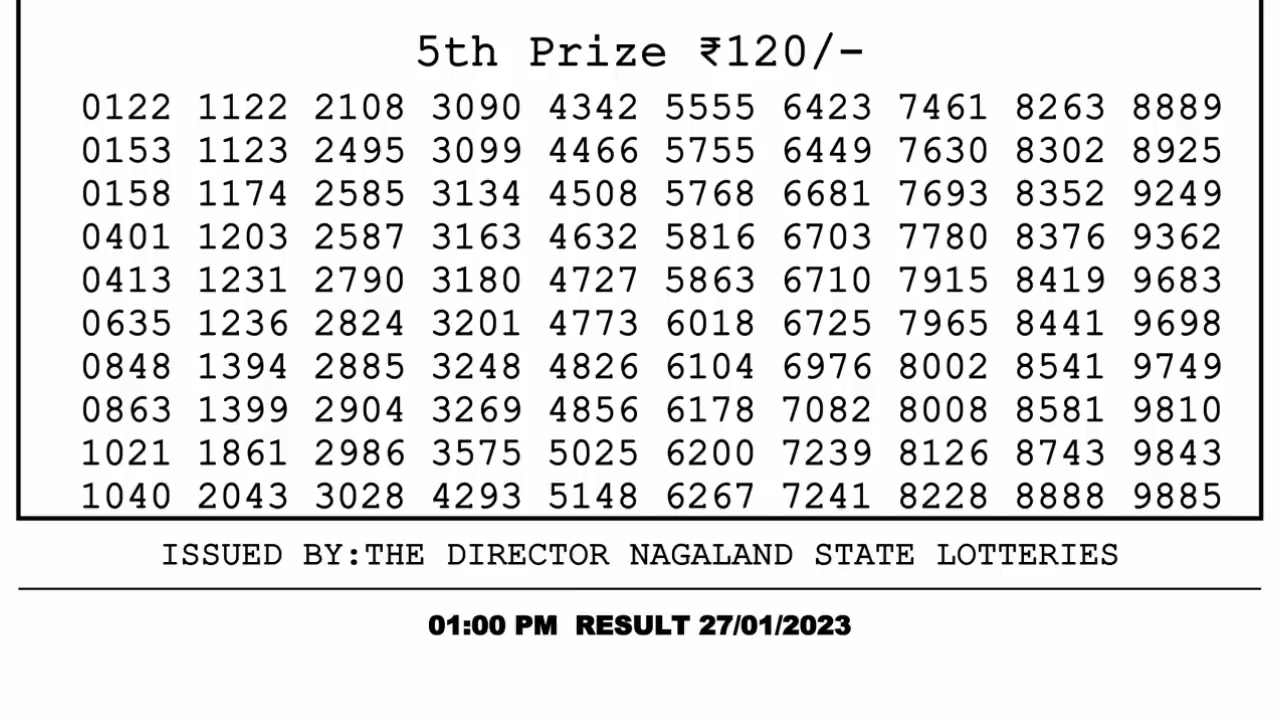 5th Prize ₹120/-
0122 1122 2108 3090 4342 5555 6423 7461 8263 8889
0153 1123 2495 3099 4466 5755 6449 7630 8302 8925
0158 1174 2585 3134 4508 5768 6681 7693 8352 9249
0401 1203 2587 3163 4632 5816 6703 7780 8376 9362
0413 1231 2790 3180 4727 5863 6710 7915 8419 9683
0635 1236 2824 3201 4773 6018 6725 7965 8441 9698
0848 1394 2885 3248 4826 6104 6976 8002 8541 9749
0863 1399 2904 3269 4856 6178 7082 8008 8581 9810
1021 1861 2986 3575 5025 6200 7239 8126 8743 9843
1040 2043 3028 4293 5148 6267 7241 8228 8888 9885
ISSUED BY:THE DIRECTOR NAGALAND STATE LOTTERIES
01:00 PM RESULT 27/01/2023